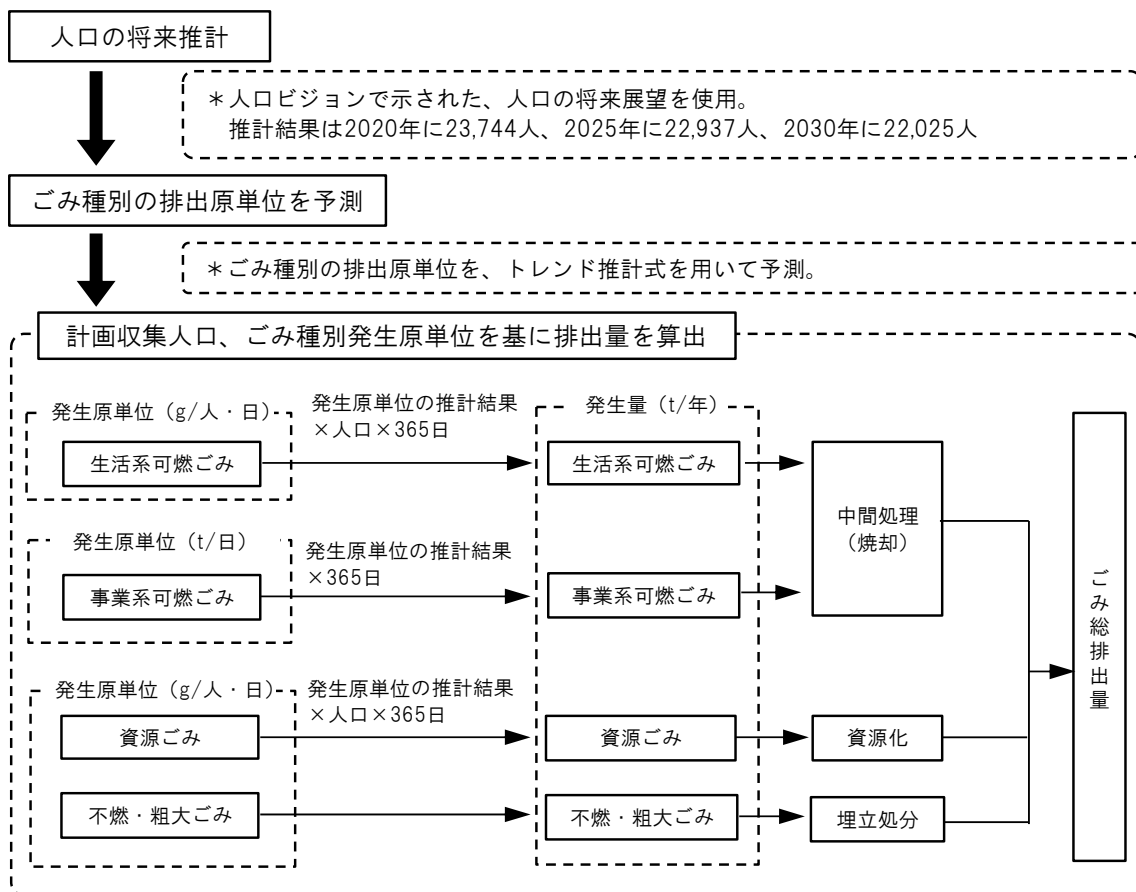 人口の将来推計
＊人口ビジョンで示された、人口の将来展望を使用。
推計結果は2020年に23,744人、2025年に22,937人、2030年に22,025人
ごみ種別の排出原単位を予測
＊ごみ種別の排出原単位を、トレンド推計式を用いて予測。
計画収集人口、ごみ種別発生原単位を基に排出量を算出
発生原単位（g/人・日）
発生原単位の推計結果
×人口×365日
発生量（t/年）
生活系可燃ごみ
生活系可燃ごみ
中間処理
（焼却）
発生原単位（t/日）
発生原単位の推計結果
×365日
事業系可燃ごみ
事業系可燃ごみ
ごみ総排出量
発生原単位（g/人・日）
発生原単位の推計結果
×人口×365日
資源ごみ
資源ごみ
資源化
不燃・粗大ごみ
不燃・粗大ごみ
埋立処分